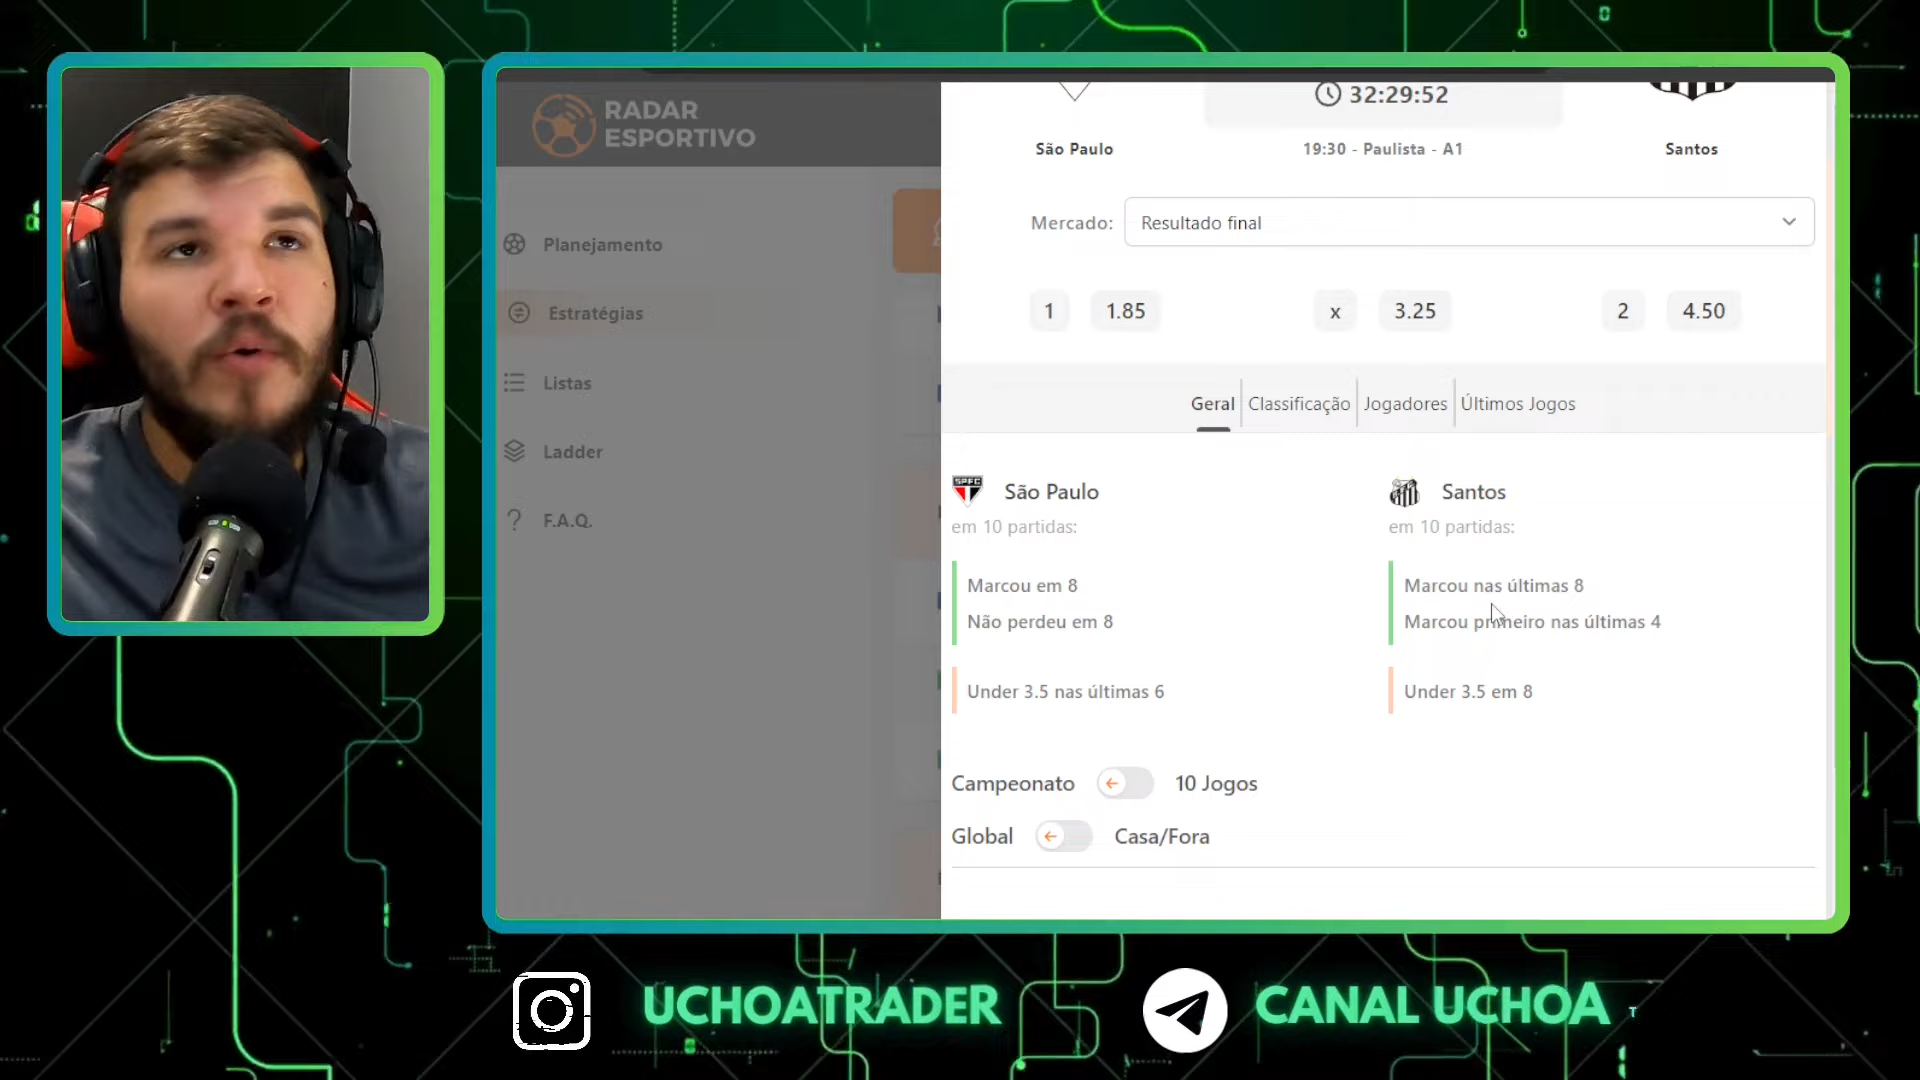 RADAR
ESPORTIVO
32:29:52
São Paulo
19:30 - Paulista - A1
Santos
Planejamento
Estratégias
Listas
Ladder
F.A.Q.
Mercado:
Resultado final
1
1.85
x
3.25
2
4.50
Geral
Classificação
Jogadores
Últimos Jogos
SPFC
São Paulo
em 10 partidas:
Marcou em 8
Não perdeu em 8
Under 3.5 nas últimas 6
Santos
em 10 partidas:
Marcou nas últimas 8
Marcou primeiro nas últimas 4
Under 3.5 em 8
Campeonato
10 Jogos
Global
Casa/Fora
UCHOATRADER
CANAL UCHOA
T